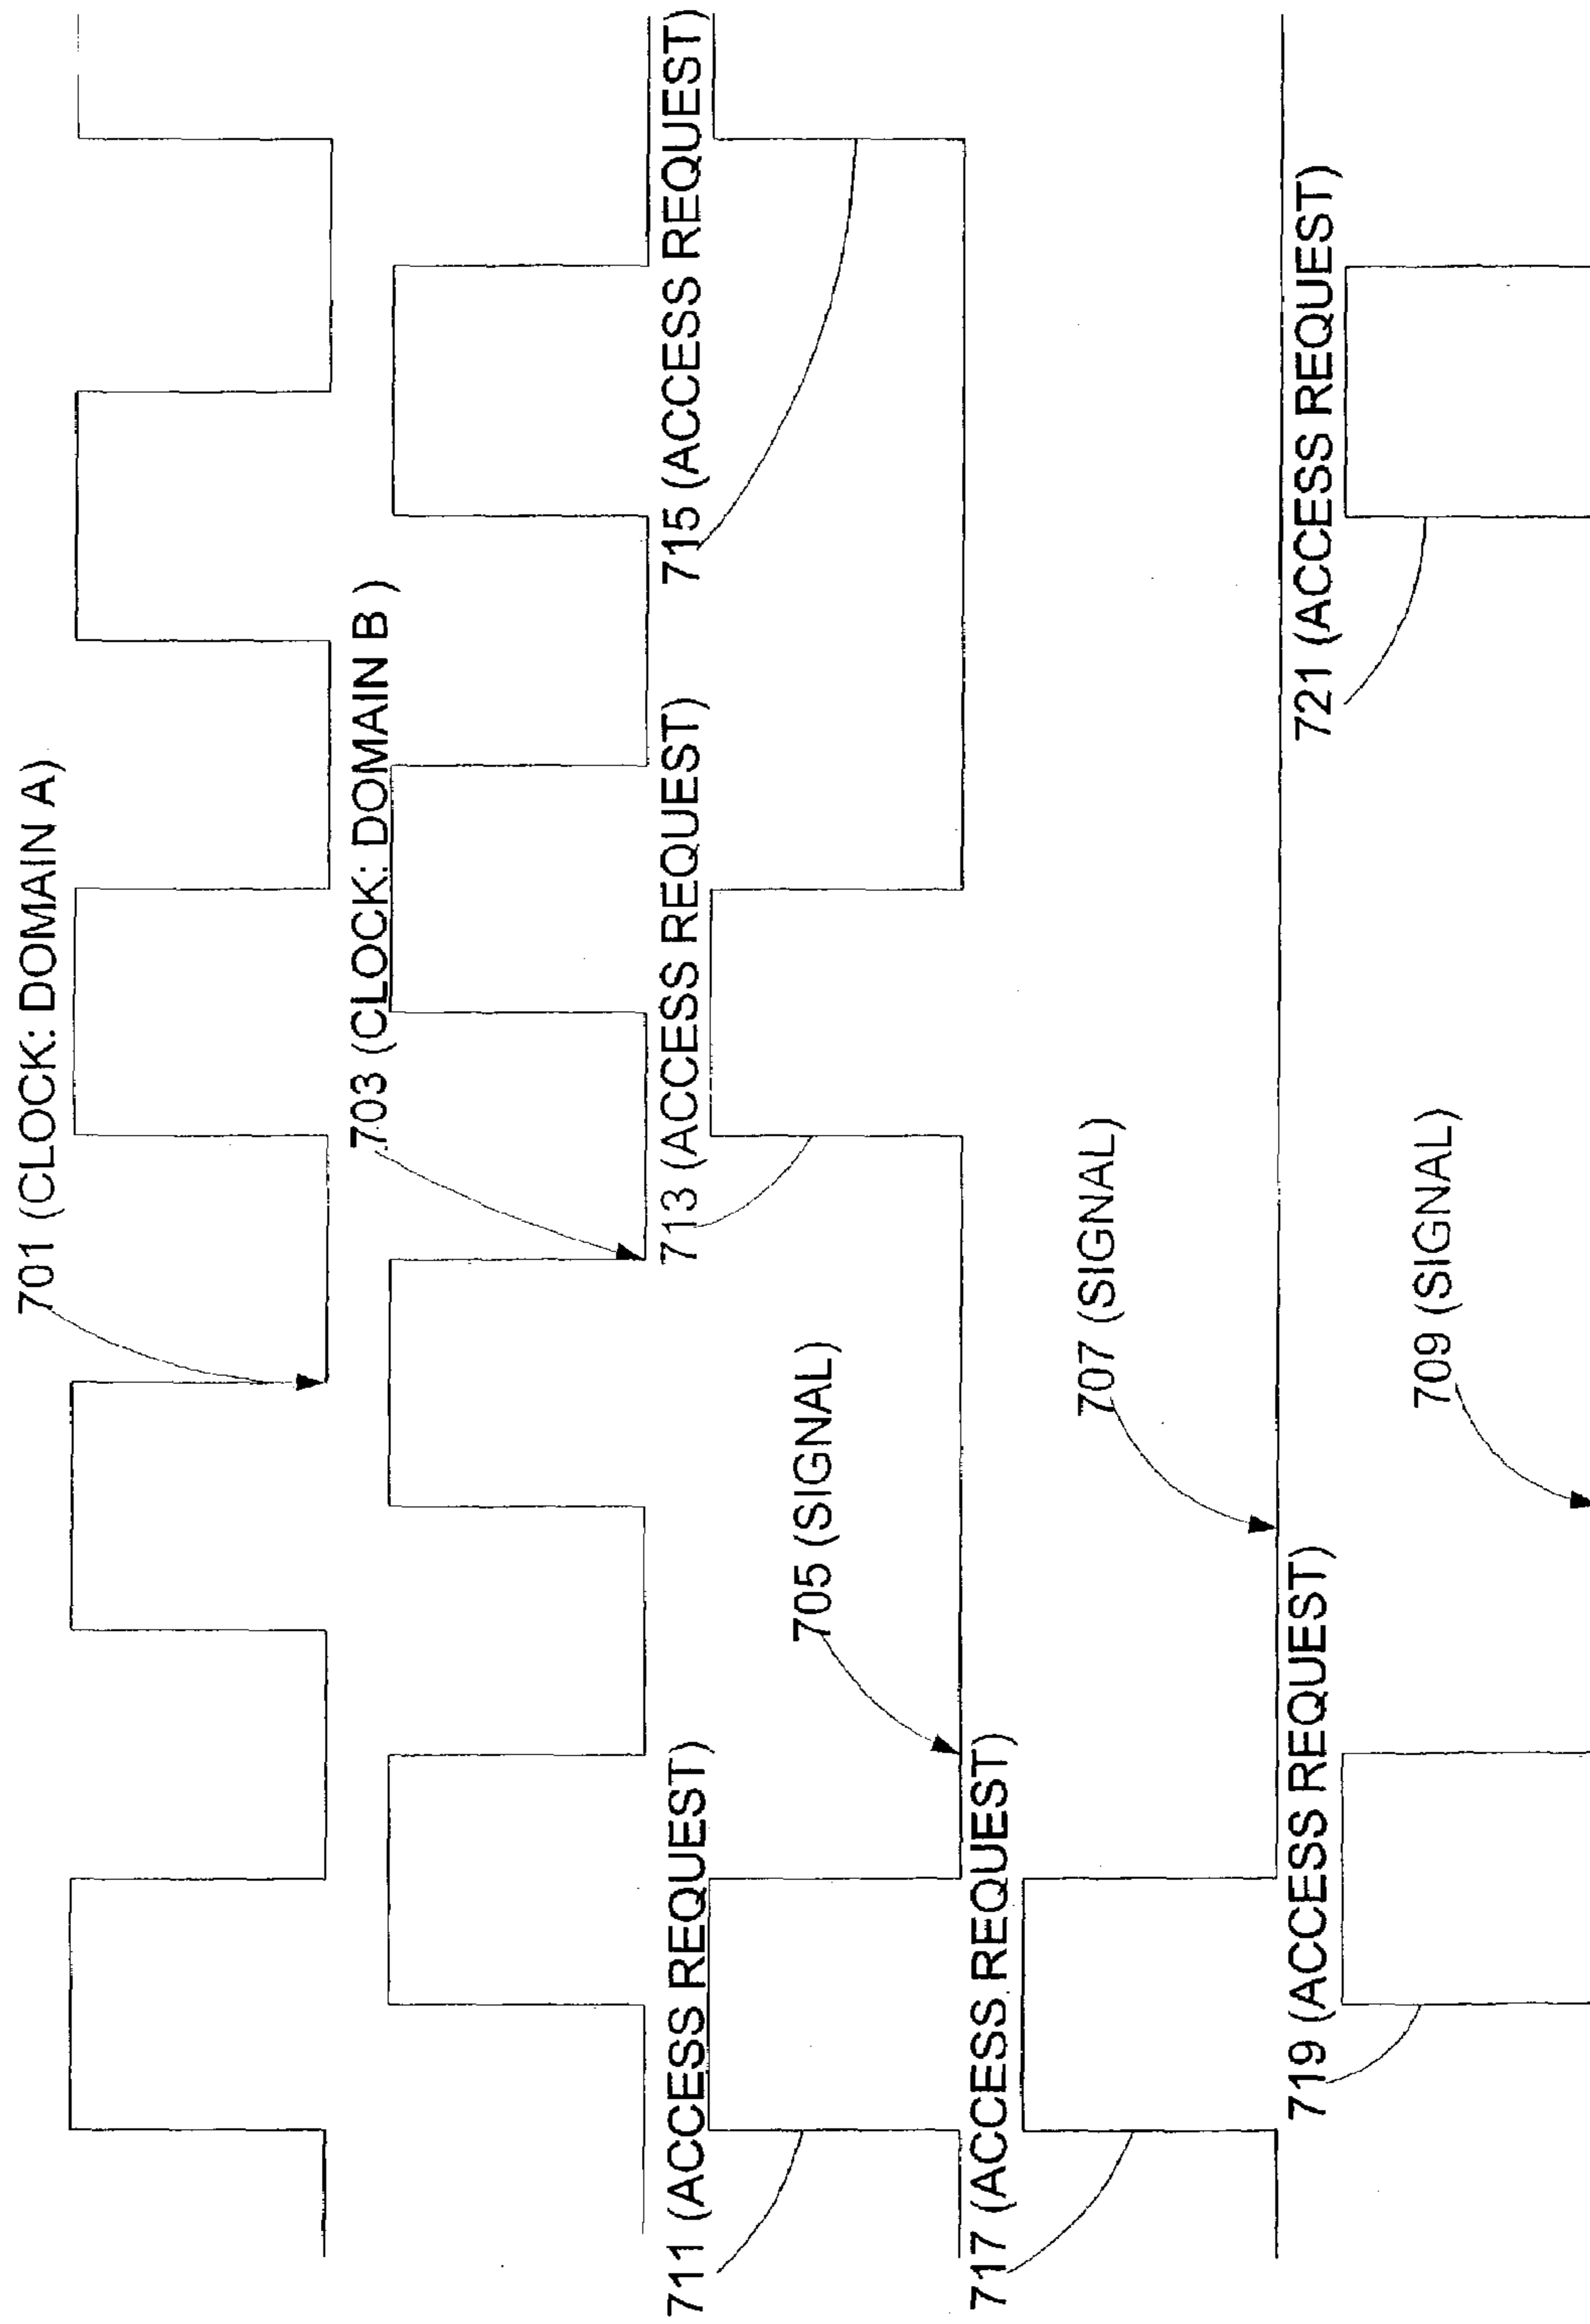 701 (CLOCK: DOMAIN A)
703 (CLOCK: DOMAIN B )
711 (ACCESS REQUEST)
713 (ACCESS REQUEST)
715 (ACCESS REQUEST)
705 (SIGNAL)
717 (ACCESS REQUEST)
707 (SIGNAL)
719 (ACCESS REQUEST)
721 (ACCESS REQUEST)
709 (SIGNAL)